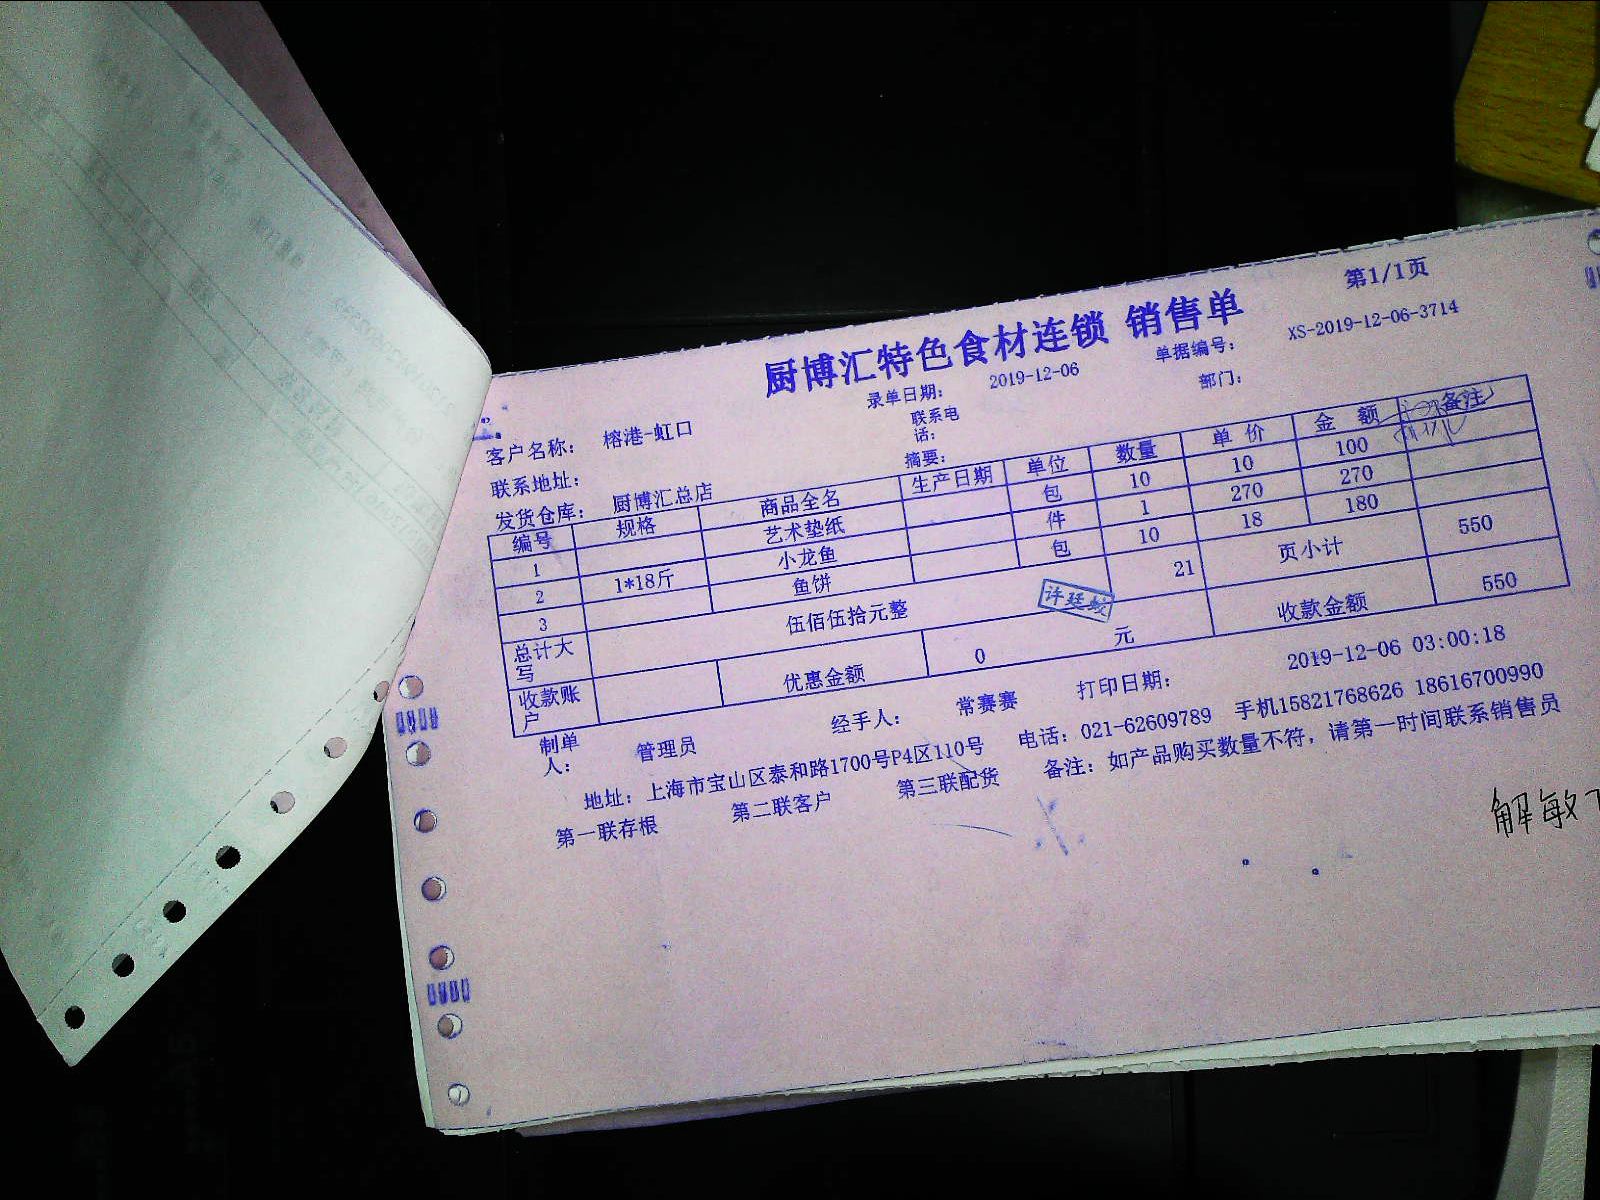 第1/1页
厨博汇特色食材连锁 销售单
录单日期： 2019-12-06 单据编号： XS-2019-12-06-3714
客户名称： 榕港-虹口 联系电话： 部门：
联系地址： 摘要：
发货仓库： 厨博汇总店
编号 规格 商品全名 生产日期 单位 数量 单 价 金 额 备注
1 艺术垫纸 包 10 10 100
2 1*18斤 小龙鱼 件 1 270 270
3 鱼饼 包 10 18 180
总计大写 伍佰伍拾元整 21 页小计 550
收款账户 优惠金额 0 元 收款金额 550
许廷蛟
制单人： 管理员 经手人： 常赛赛 打印日期： 2019-12-06 03:00:18
地址：上海市宝山区泰和路1700号P4区110号 电话：021-62609789 手机15821768626 18616700990
第一联存根 第二联客户 第三联配货 备注：如产品购买数量不符，请第一时间联系销售员
解敏